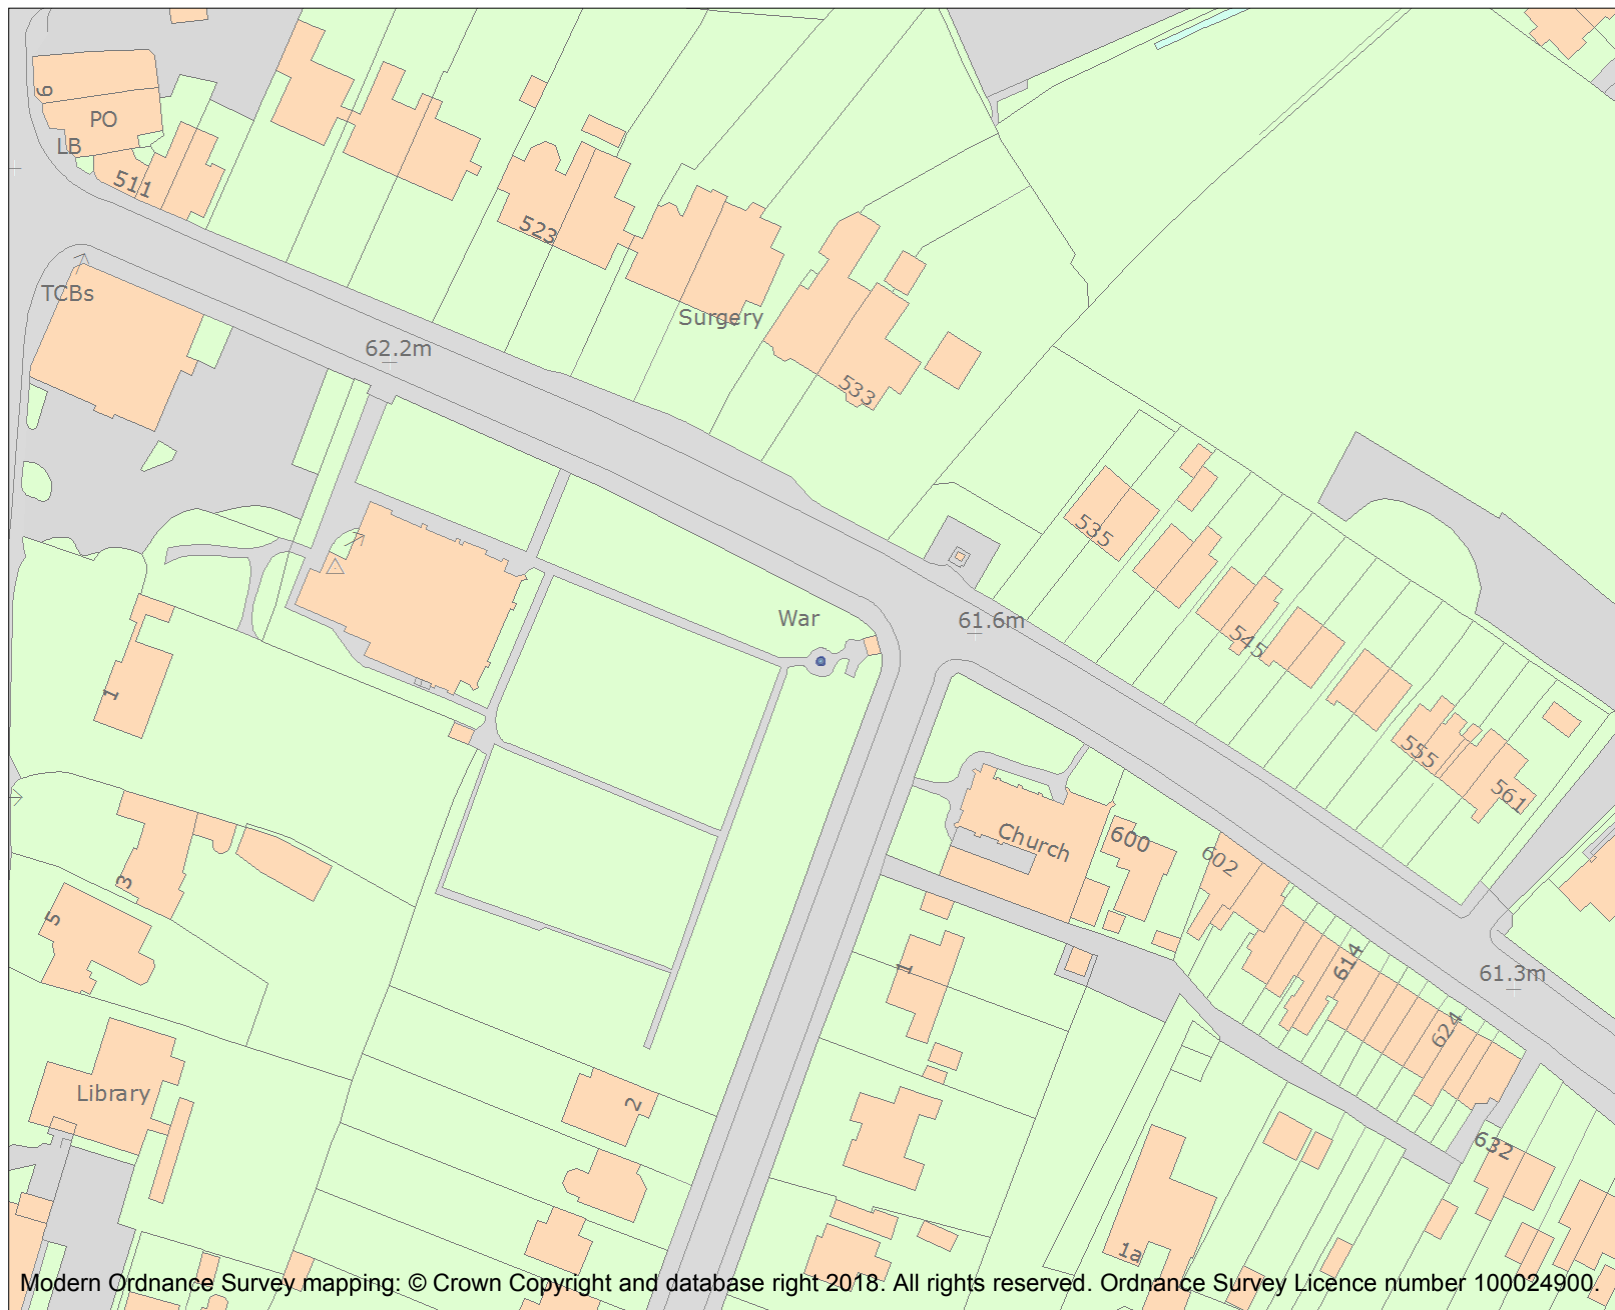 6
PO
LB
511
523
TCBs
Surgery
62.2m
533
535
War
61.6m
545
1
555
561
Church
600
602
3
5
614
1
61.3m
624
Library
2
632
1a
Modern Ordnance Survey mapping: © Crown Copyright and database right 2018. All rights reserved. Ordnance Survey Licence number 100024900.